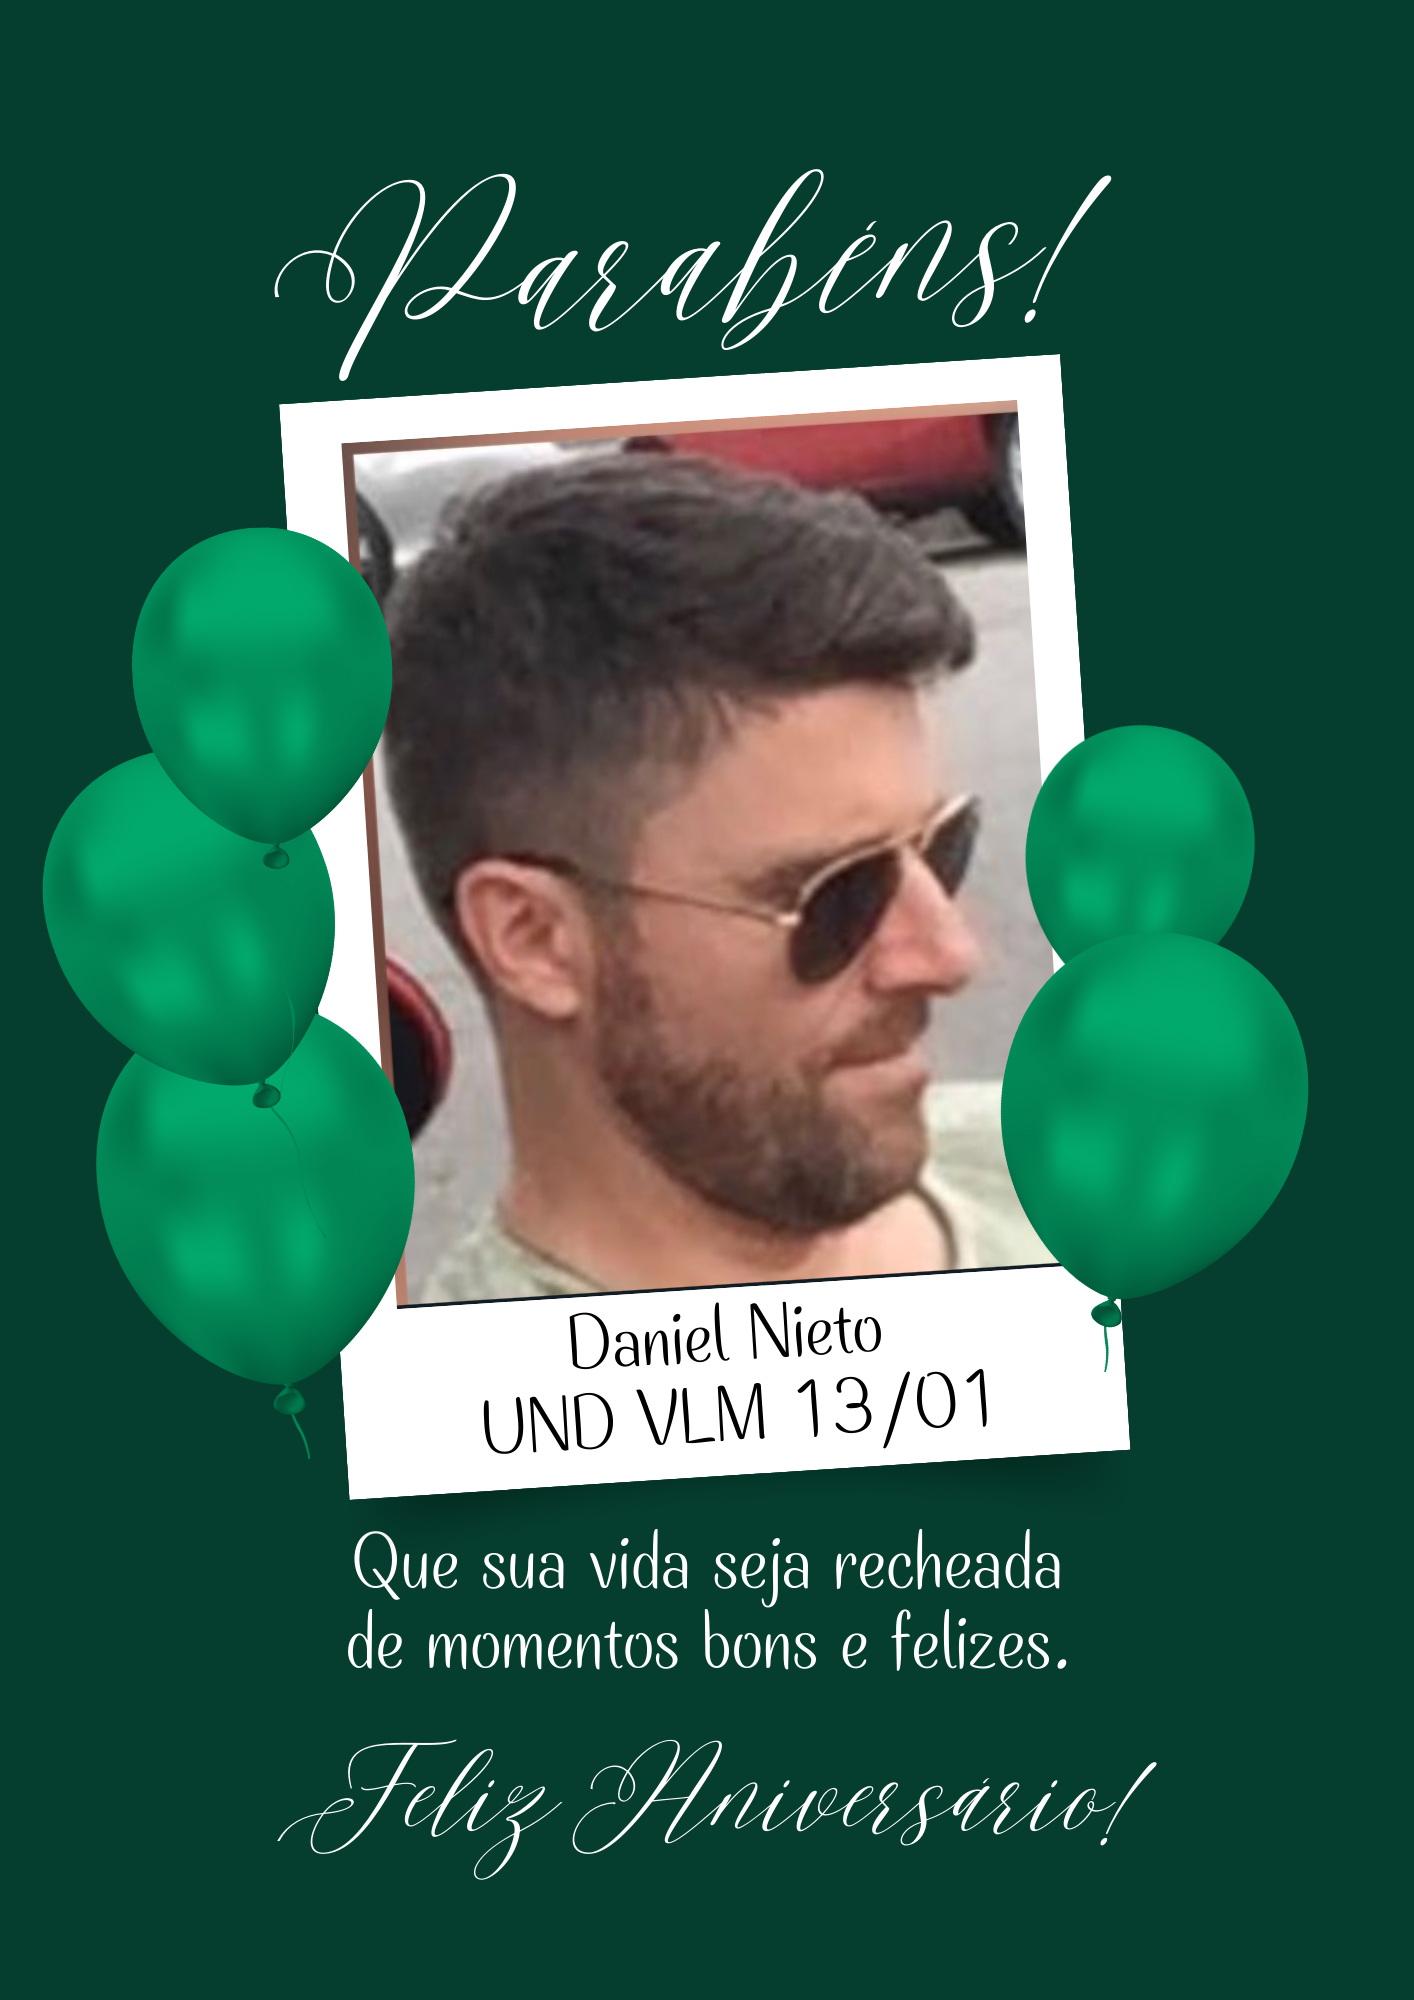 Parabéns!
Daniel Nieto
UND VLM 13/01
Que sua vida seja recheada
de momentos bons e felizes.
Feliz Aniversário!